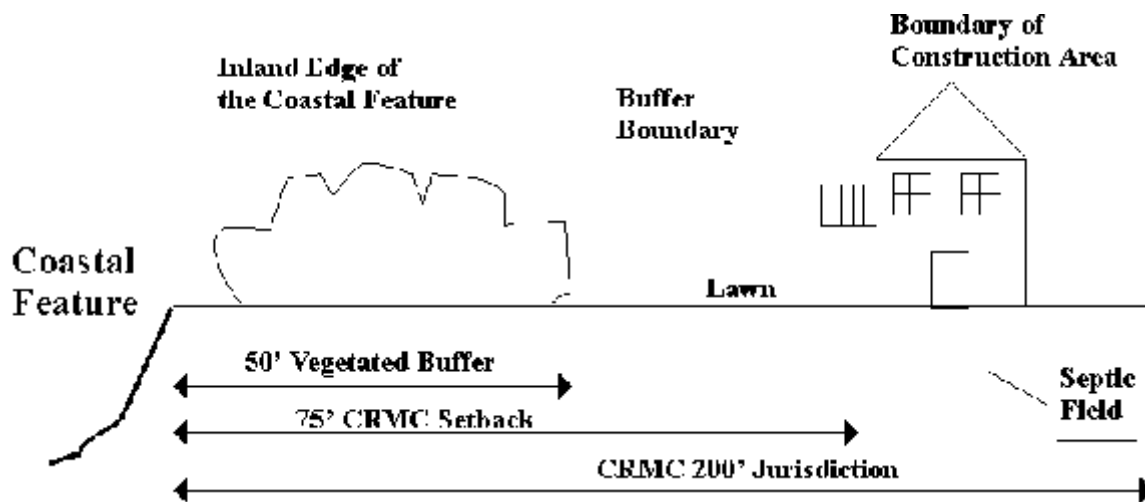 Boundary of
Construction Area
Inland Edge of
the Coastal Feature
Buffer
Boundary
Coastal
Feature
Lawn
50' Vegetated Buffer
Septic
Field
75' CRMC Setback
CRMC 200' Jurisdiction